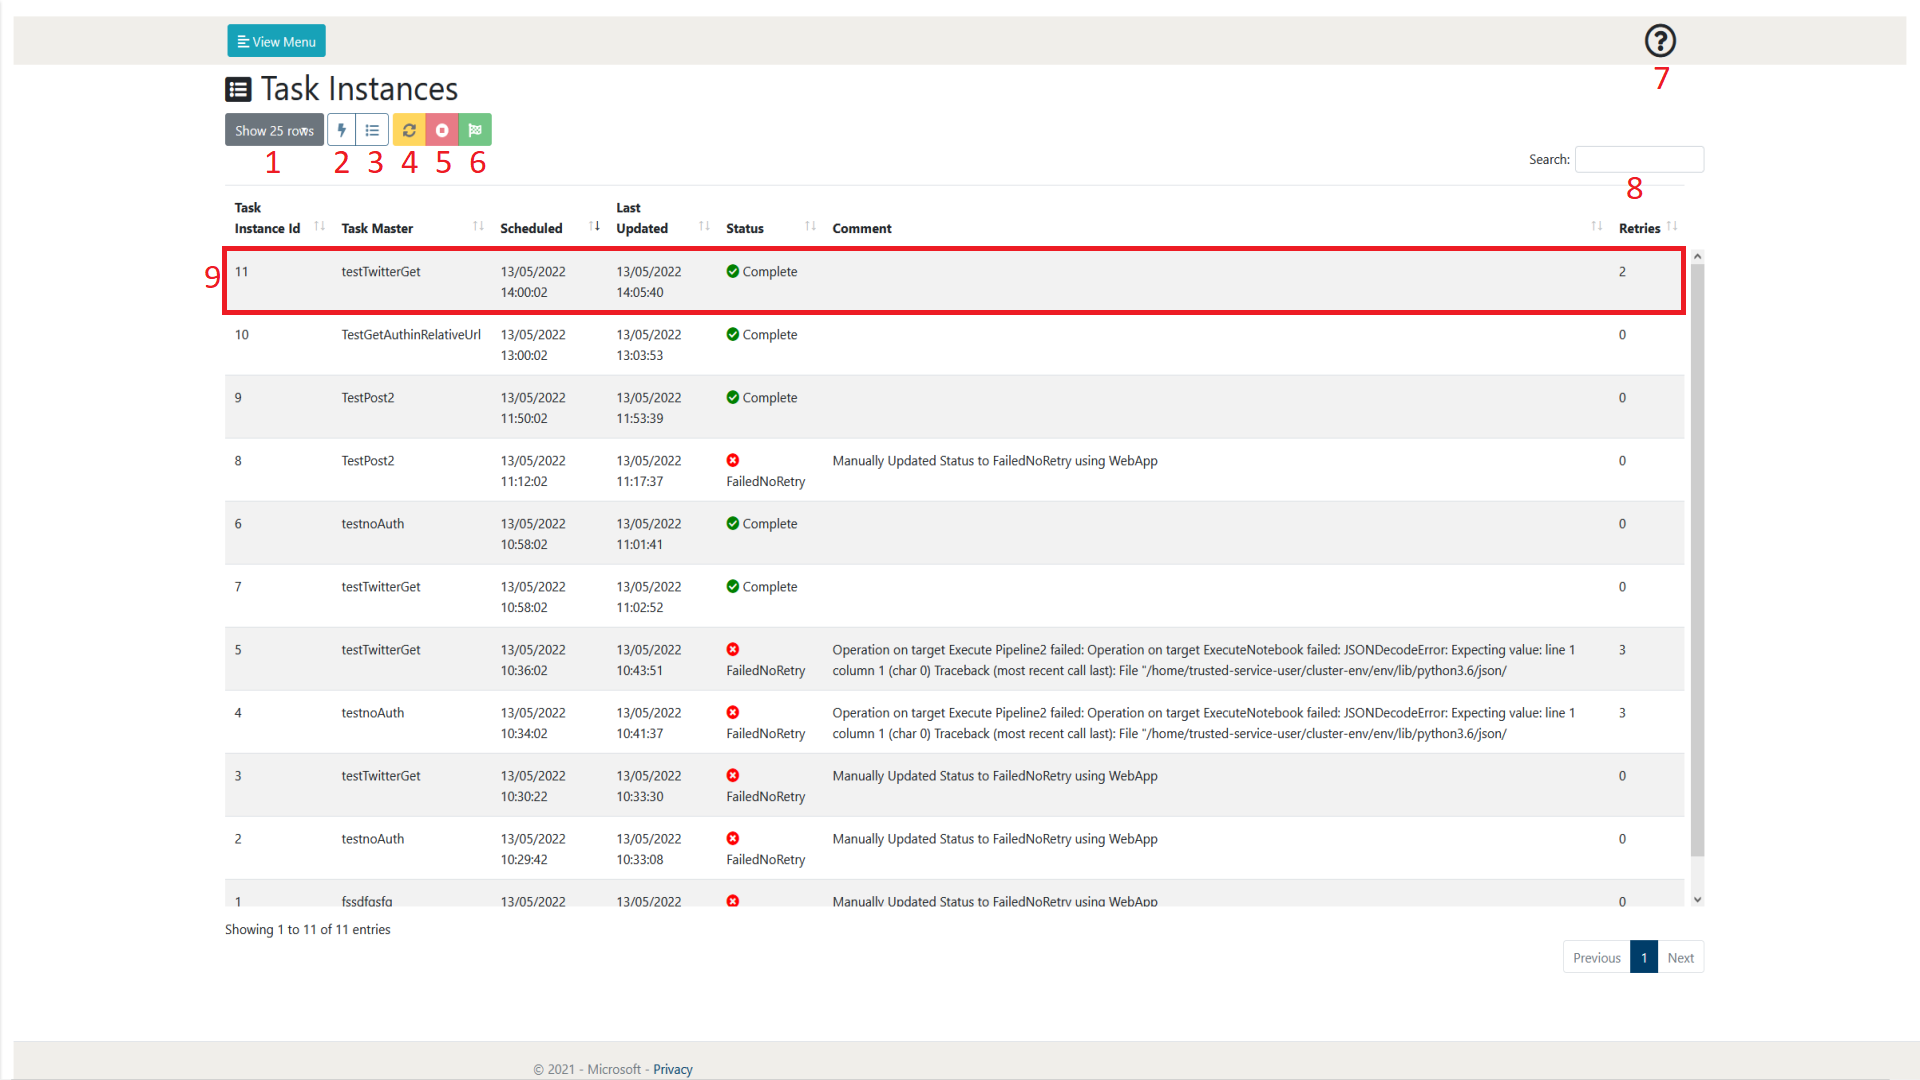 View Menu
7
Task Instances
Show 25 rows
1 2 3 4 5 6
Search:
8
Task Instance Id Task Master Scheduled Last Updated Status Comment Retries
9
11 testTwitterGet 13/05/2022 14:00:02 13/05/2022 14:05:40 Complete 2
10 TestGetAuthinRelativeUrl 13/05/2022 13:00:02 13/05/2022 13:03:53 Complete 0
9 TestPost2 13/05/2022 11:50:02 13/05/2022 11:53:39 Complete 0
8 TestPost2 13/05/2022 11:12:02 13/05/2022 11:17:37 FailedNoRetry Manually Updated Status to FailedNoRetry using WebApp 0
6 testnoAuth 13/05/2022 10:58:02 13/05/2022 11:01:41 Complete 0
7 testTwitterGet 13/05/2022 10:58:02 13/05/2022 11:02:52 Complete 0
5 testTwitterGet 13/05/2022 10:36:02 13/05/2022 10:43:51 FailedNoRetry Operation on target Execute Pipeline2 failed: Operation on target ExecuteNotebook failed: JSONDecodeError: Expecting value: line 1 column 1 (char 0) Traceback (most recent call last): File "/home/trusted-service-user/cluster-env/env/lib/python3.6/json/ 3
4 testnoAuth 13/05/2022 10:34:02 13/05/2022 10:41:37 FailedNoRetry Operation on target Execute Pipeline2 failed: Operation on target ExecuteNotebook failed: JSONDecodeError: Expecting value: line 1 column 1 (char 0) Traceback (most recent call last): File "/home/trusted-service-user/cluster-env/env/lib/python3.6/json/ 3
3 testTwitterGet 13/05/2022 10:30:22 13/05/2022 10:33:30 FailedNoRetry Manually Updated Status to FailedNoRetry using WebApp 0
2 testnoAuth 13/05/2022 10:29:42 13/05/2022 10:33:08 FailedNoRetry Manually Updated Status to FailedNoRetry using WebApp 0
1 13/05/2022 13/05/2022 Manually Updated Status to FailedNoRetry using WebApp 0
Showing 1 to 11 of 11 entries
Previous 1 Next
© 2021 - Microsoft - Privacy